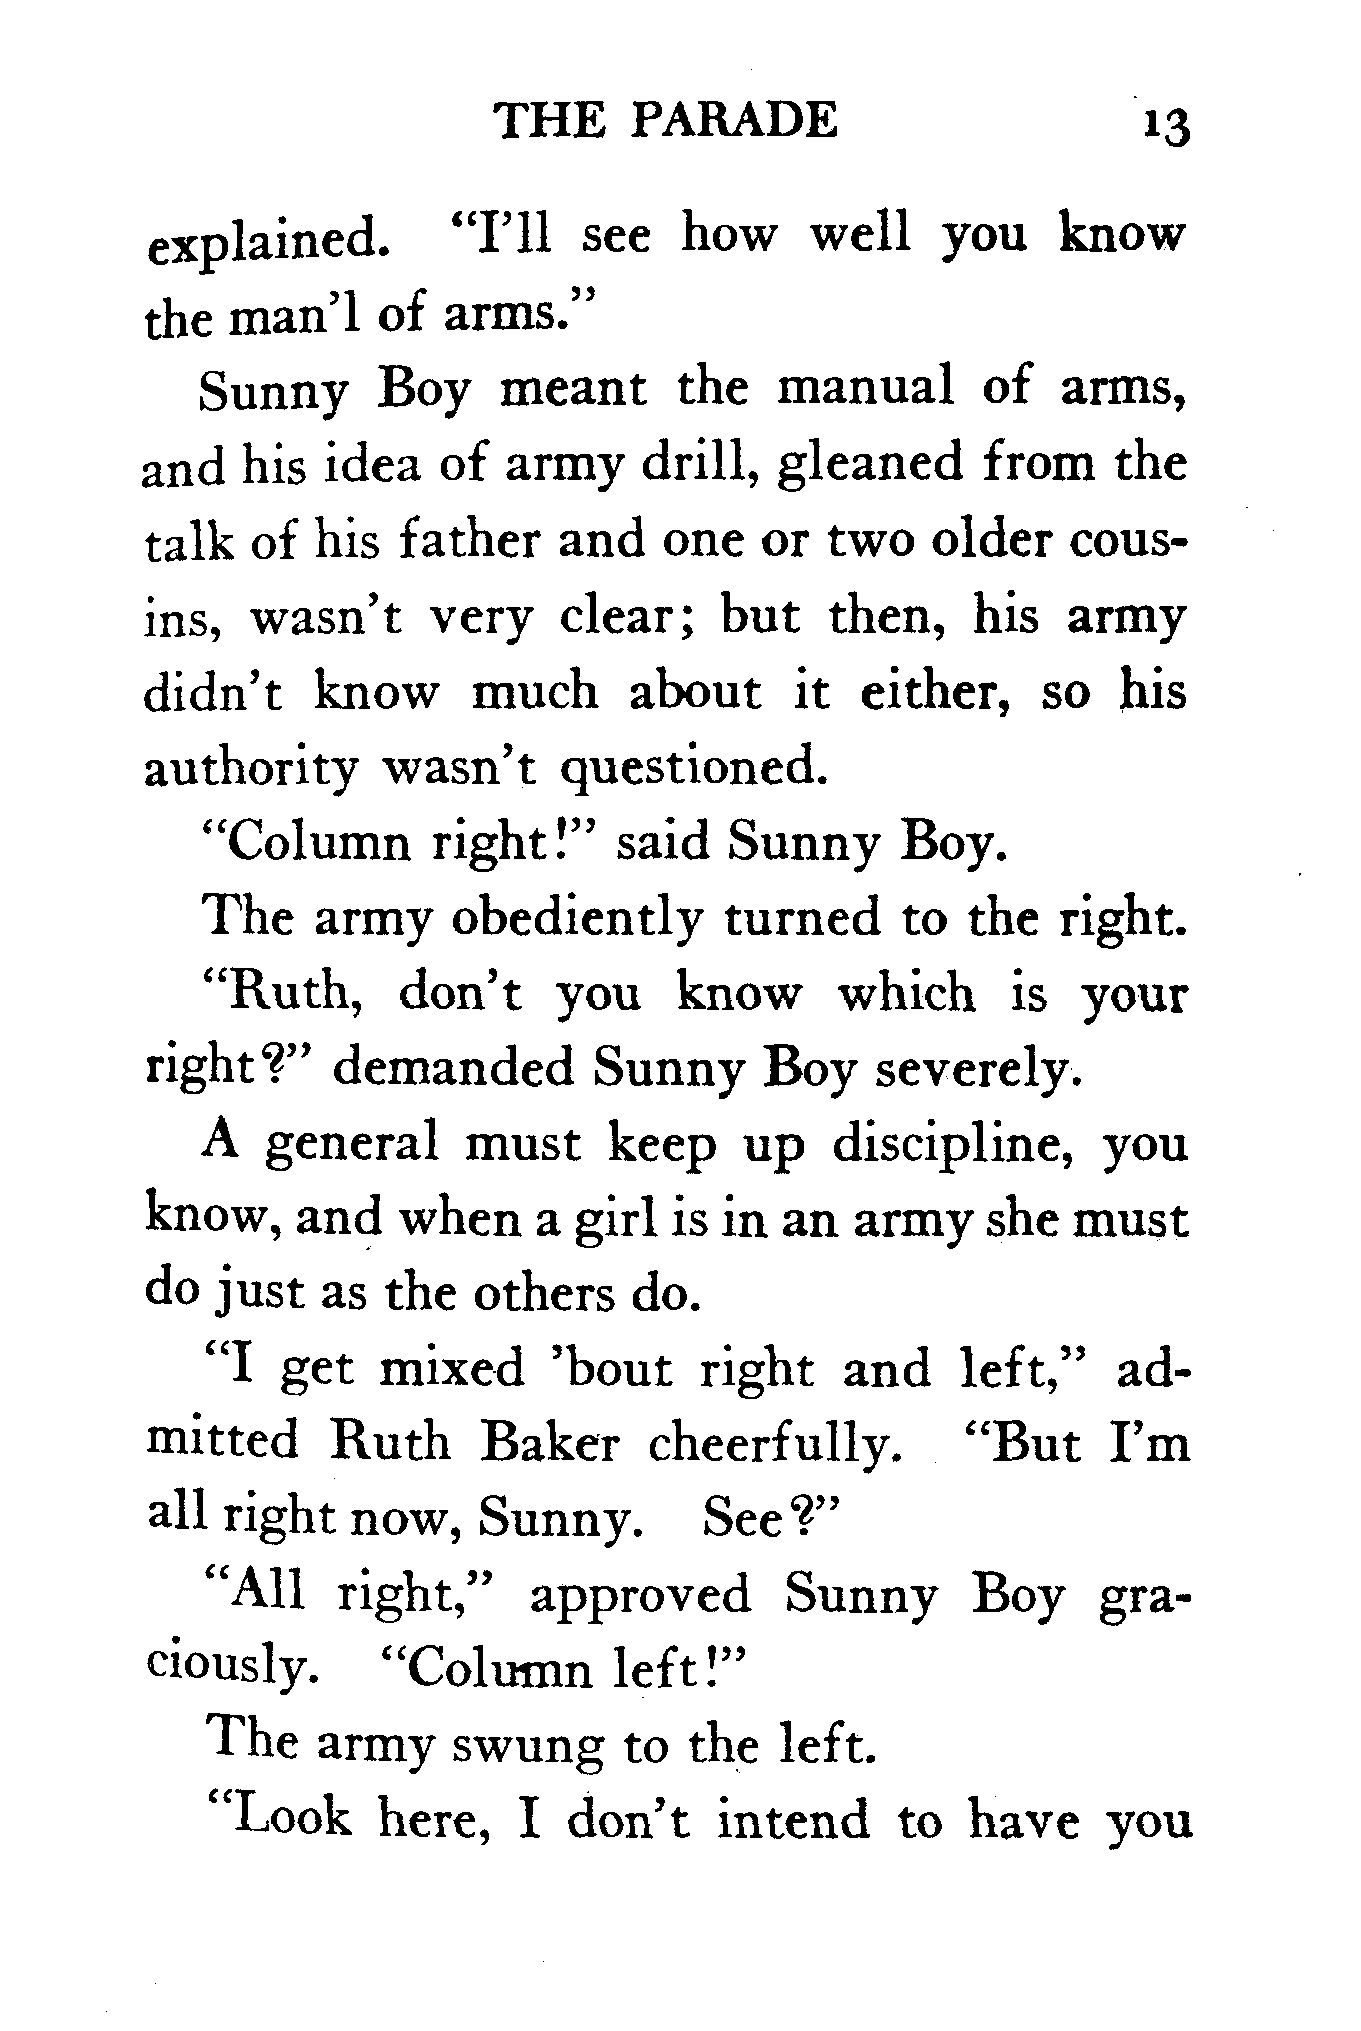 THE PARADE 13
explained. “I’ll see how well you know
the man’l of arms.”
Sunny Boy meant the manual of arms,
and his idea of army drill, gleaned from the
talk of his father and one or two older cous-
ins, wasn’t very clear; but then, his army
didn’t know much about it either, so his
authority wasn’t questioned.
“Column right!” said Sunny Boy.
The army obediently turned to the right.
“Ruth, don’t you know which is your
right?” demanded Sunny Boy severely.
A general must keep up discipline, you
know, and when a girl is in an army she must
do just as the others do.
“I get mixed ’bout right and left,” ad-
mitted Ruth Baker cheerfully. “But I’m
all right now, Sunny. See?”
“All right,” approved Sunny Boy gra-
ciously. “Column left!”
The army swung to the left.
“Look here, I don’t intend to have you